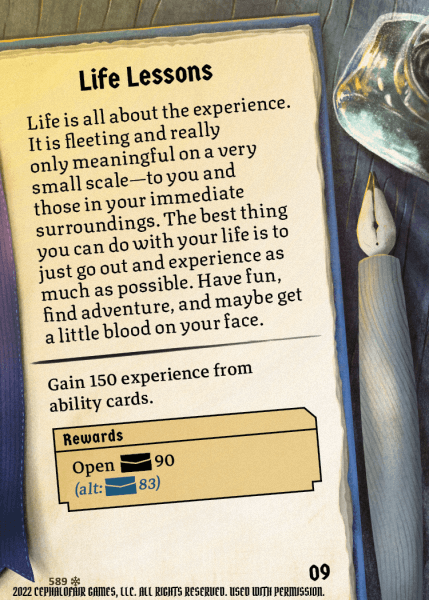 Life Lessons
Life is all about the experience.
It is fleeting and really
only meaningful on a very
small scale—to you and
those in your immediate
surroundings. The best thing
you can do with your life is to
just go out and experience as
much as possible. Have fun,
find adventure, and maybe get
a little blood on your face.
Gain 150 experience from
ability cards.
Rewards
Open 90
(alt: 83)
09
589
2022 CEPHALOFAIR GAMES, LLC. ALL RIGHTS RESERVED. USED WITH PERMISSION.